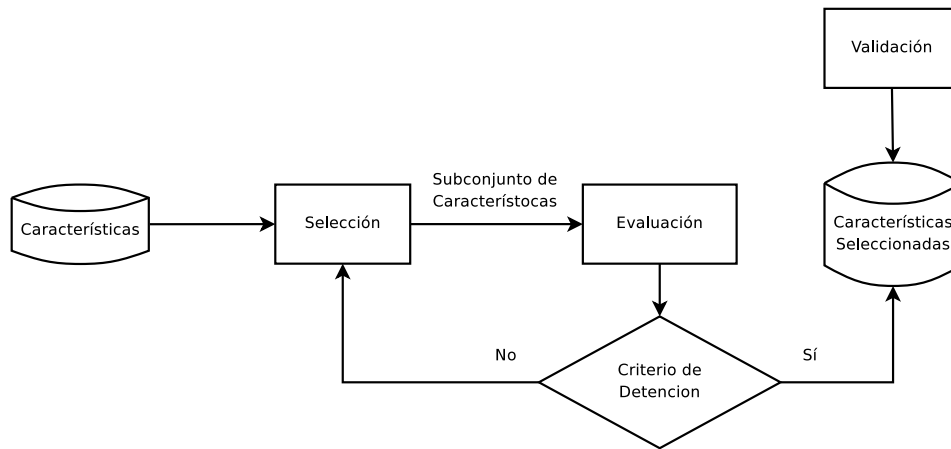 Validación
Subconjunto de
Característocas
Características
Selección
Evaluación
Características
Seleccionadas
No
Sí
Criterio de
Detencion